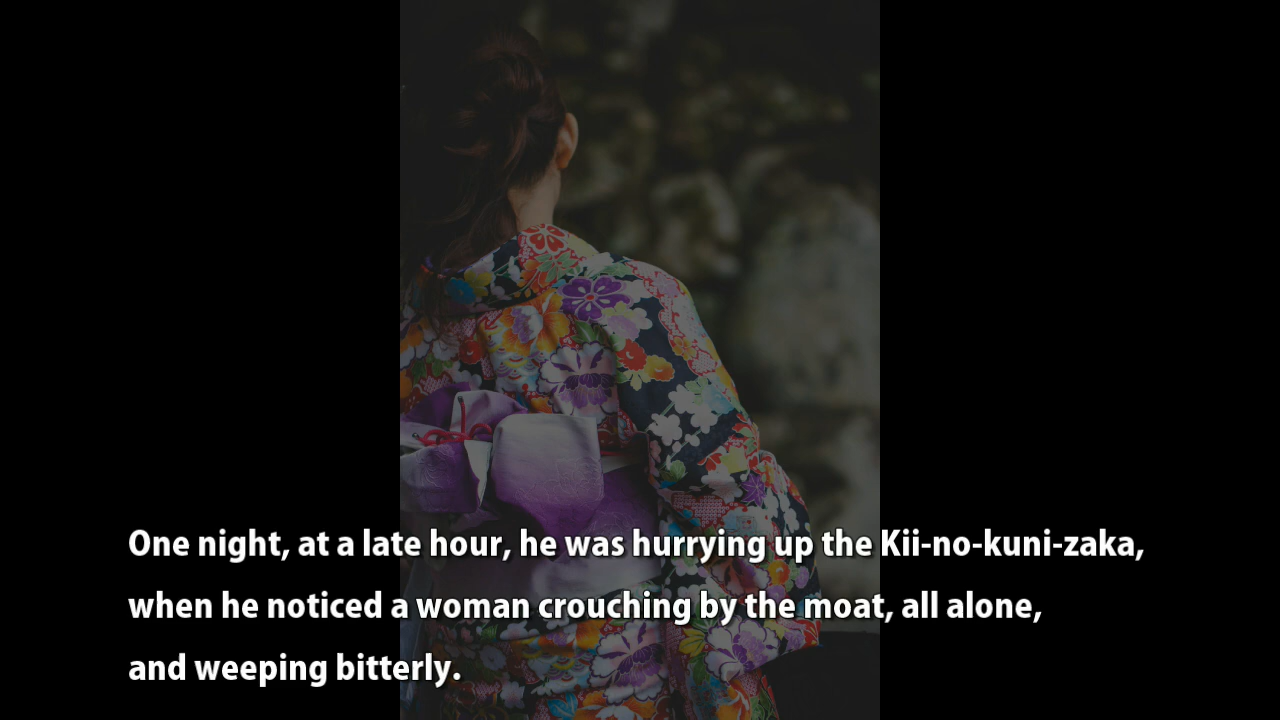 One night, at a late hour, he was hurrying up the Kii-no-kuni-zaka,
when he noticed a woman crouching by the moat, all alone,
and weeping bitterly.